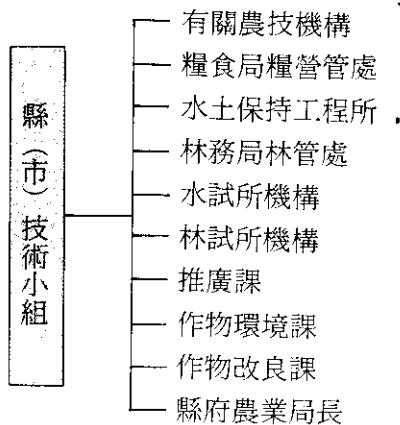 縣（市）技術小組
有關農技機構
糧食局糧營管處
水土保持工程所
林務局林管處
水試所機構
林試所機構
推廣課
作物環境課
作物改良課
縣府農業局長